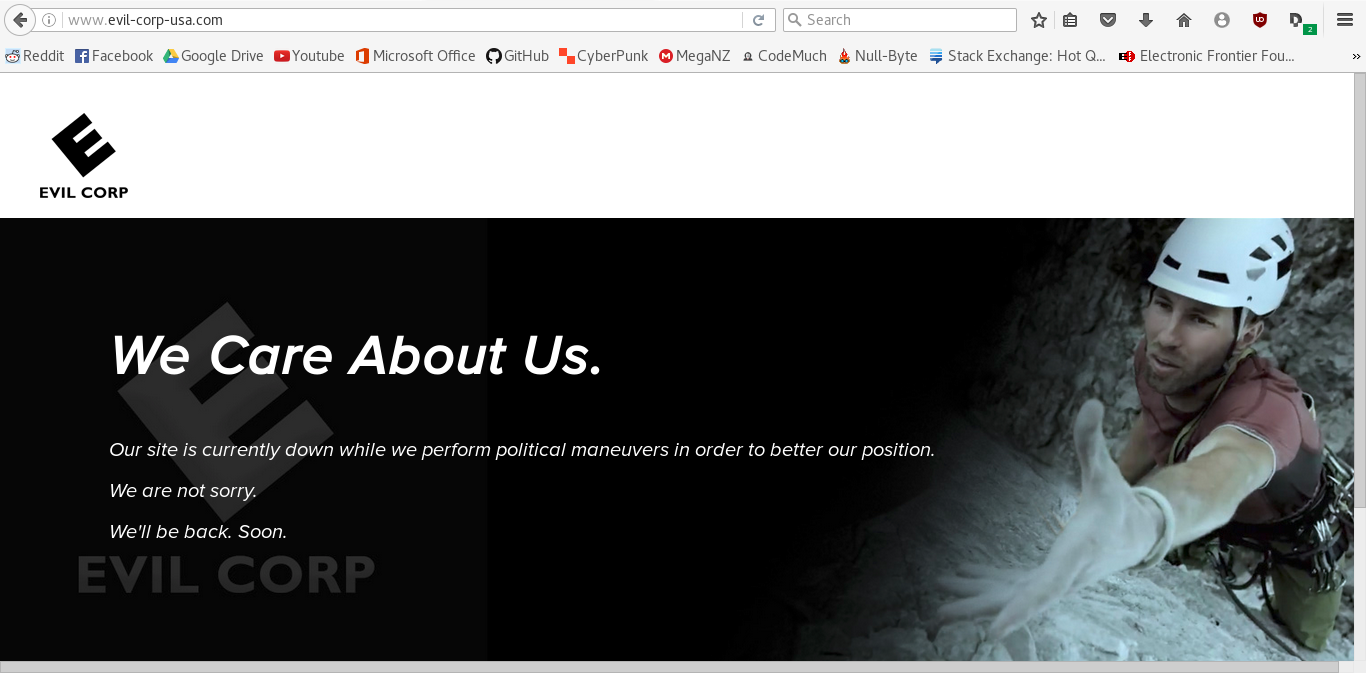 www.evil-corp-usa.com
Search
2
Reddit
Facebook
Google Drive
Youtube
Microsoft Office
GitHub
CyberPunk
MegaNZ
CodeMuch
Null-Byte
Stack Exchange: Hot Q...
Electronic Frontier Fou...
»
EVIL CORP
We Care About Us.
Our site is currently down while we perform political maneuvers in order to better our position.
We are not sorry.
We'll be back. Soon.
EVIL CORP